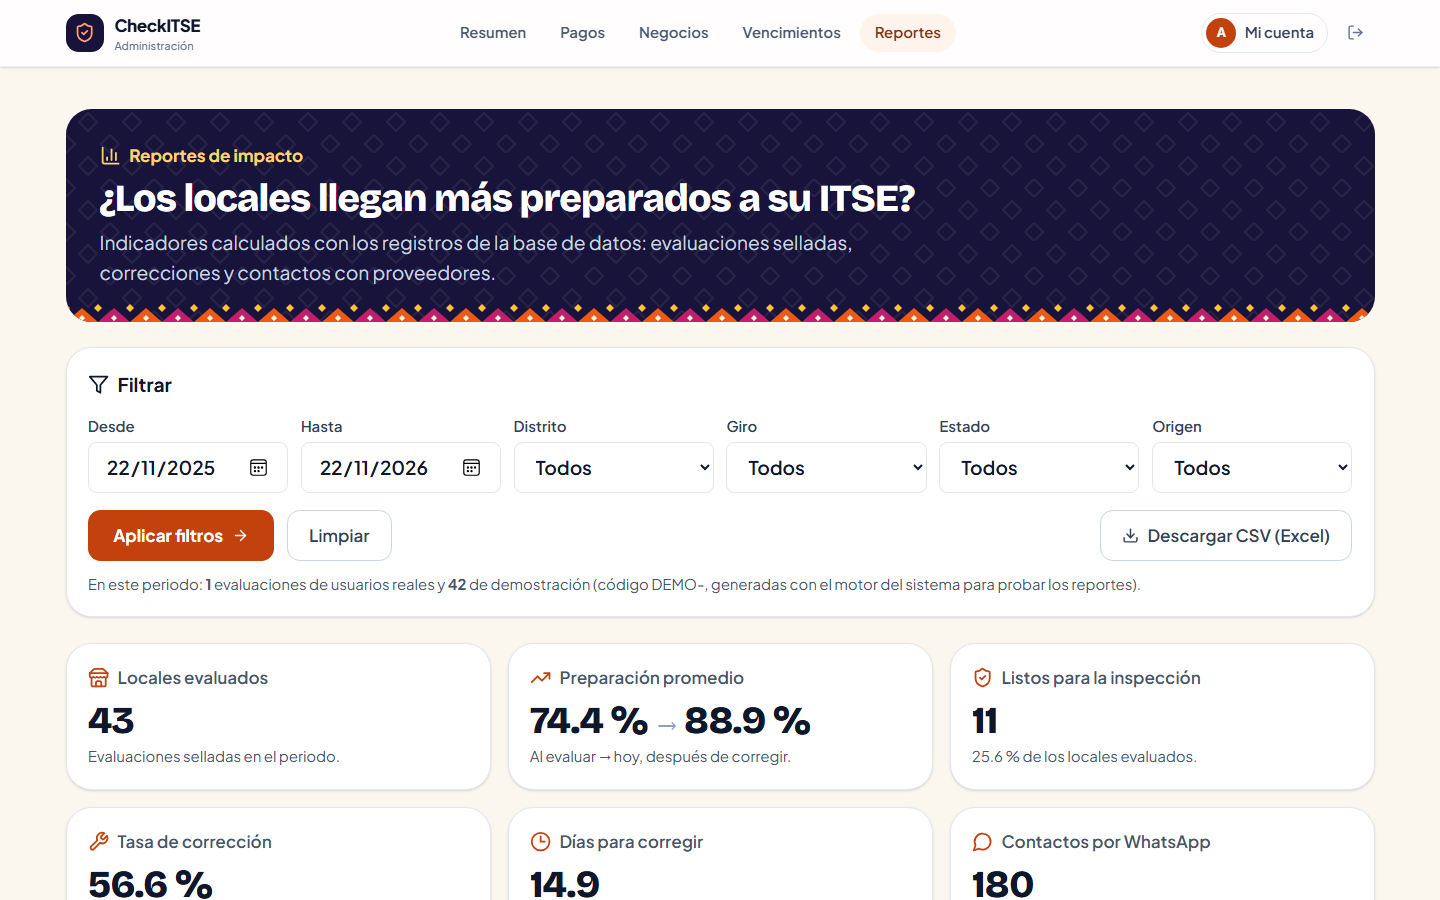 CheckITSE
Administración
Resumen
Pagos
Negocios
Vencimientos
Reportes
A
Mi cuenta
Reportes de impacto
¿Los locales llegan más preparados a su ITSE?
Indicadores calculados con los registros de la base de datos: evaluaciones selladas,
correcciones y contactos con proveedores.
Filtrar
Desde
Hasta
Distrito
Giro
Estado
Origen
22/11/2025
22/11/2026
Todos
Todos
Todos
Todos
Aplicar filtros →
Limpiar
Descargar CSV (Excel)
En este periodo: 1 evaluaciones de usuarios reales y 42 de demostración (código DEMO-, generadas con el motor del sistema para probar los reportes).
Locales evaluados
43
Evaluaciones selladas en el periodo.
Preparación promedio
74.4 % → 88.9 %
Al evaluar → hoy, después de corregir.
Listos para la inspección
11
25.6 % de los locales evaluados.
Tasa de corrección
56.6 %
Días para corregir
14.9
Contactos por WhatsApp
180